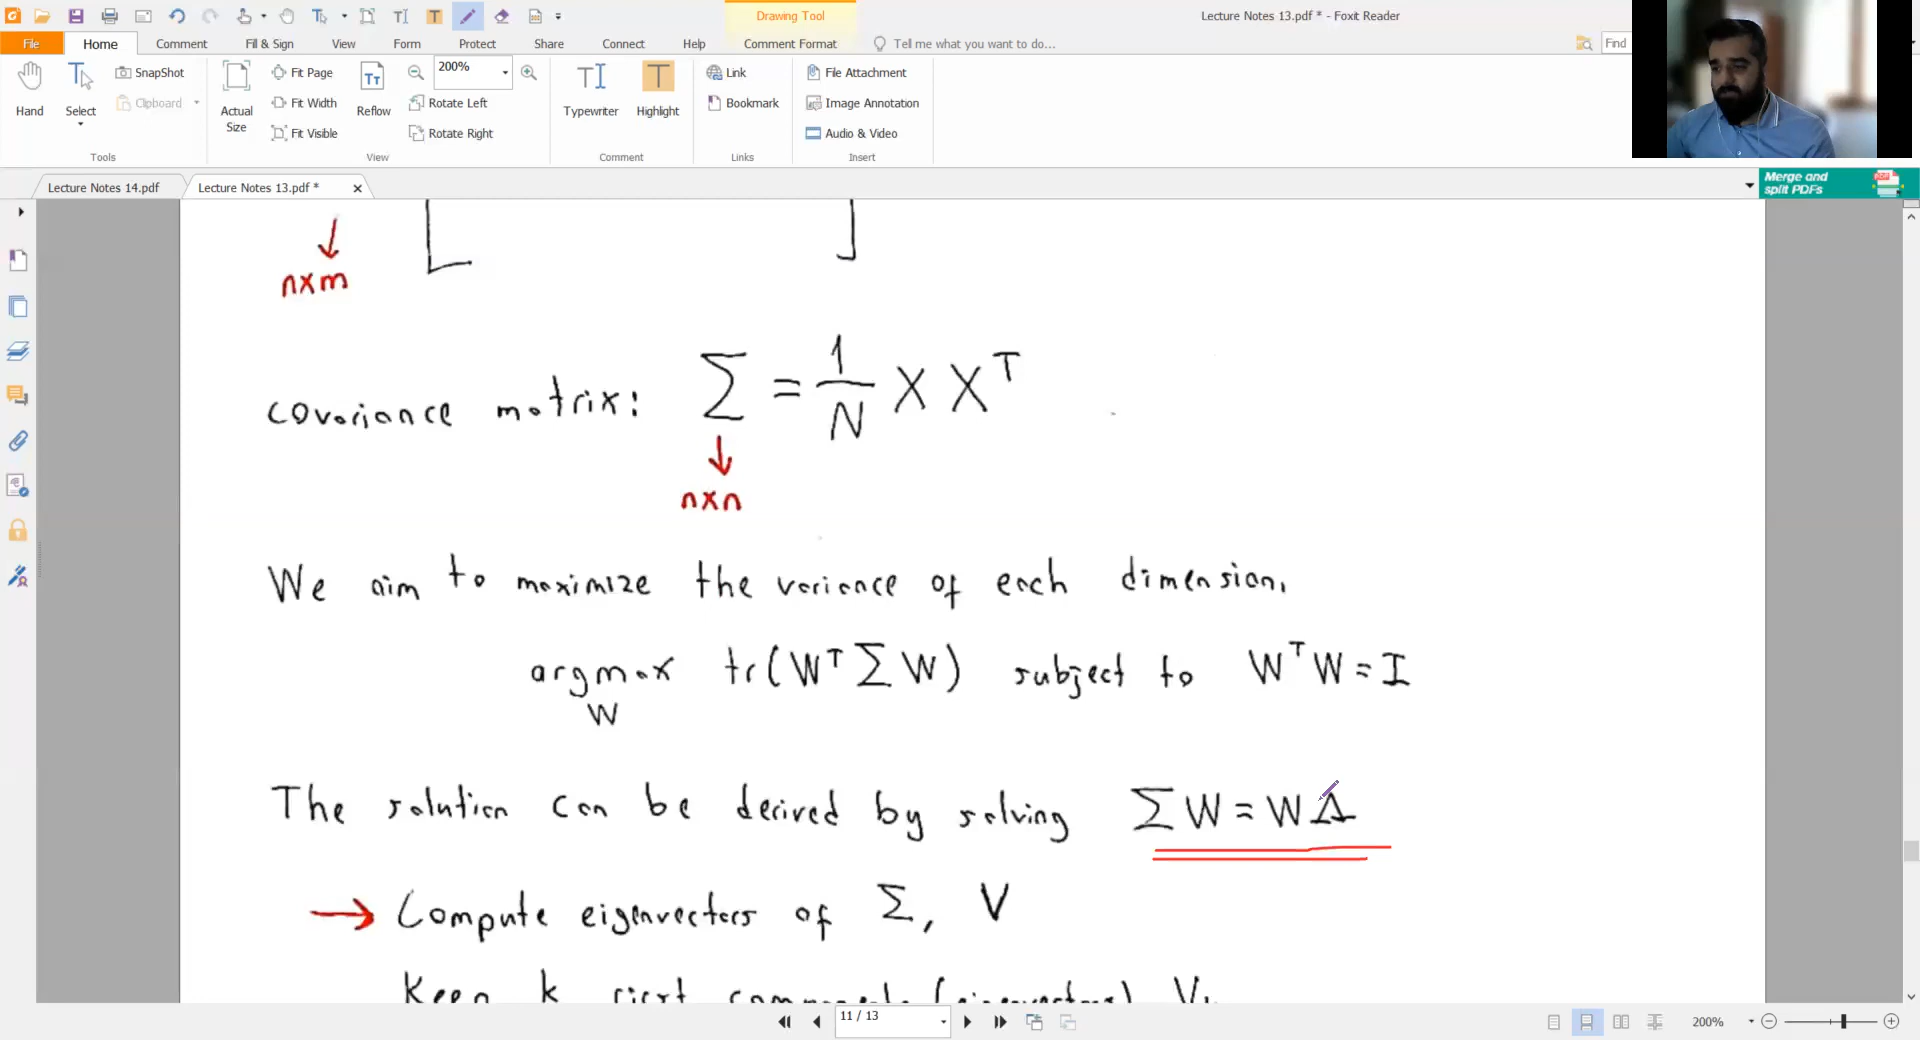 Lecture Notes 13.pdf * - Foxit Reader
Drawing Tool
File Home Comment Fill & Sign View Form Protect Share Connect Help Comment Format Tell me what you want to do... Find
Hand Select SnapShot Clipboard Actual Size Fit Page Fit Width Fit Visible Reflow 200% Rotate Left Rotate Right Typewriter Highlight Link Bookmark File Attachment Image Annotation Audio & Video
Tools View Comment Links Insert
Lecture Notes 14.pdf Lecture Notes 13.pdf * Merge and split PDFs
n×m
covariance matrix: Σ = 1/N X X^T
n×n
We aim to maximize the variance of each dimension.
argmax tr(W^T Σ W) subject to W^T W = I
W
The solution can be derived by solving Σ W = W Λ
→ Compute eigenvectors of Σ, V
Keep k first components (eigenvectors) V
11 / 13 200%